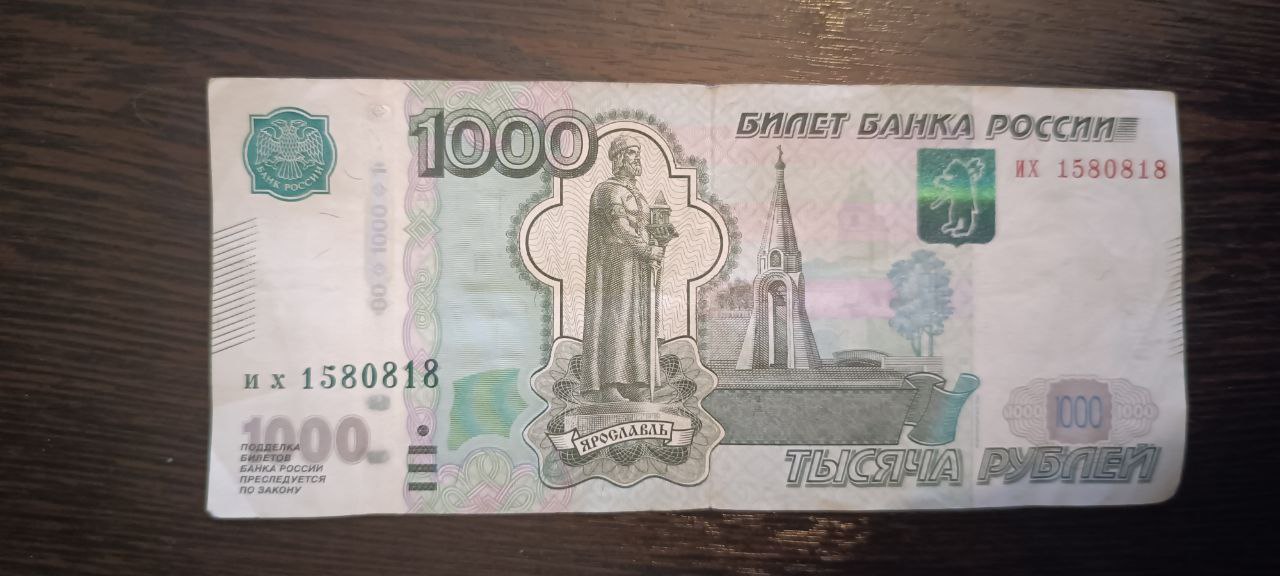 БАНК РОССИИ
1000
БИЛЕТ БАНКА РОССИИ
ИХ 1580818
их 1580818
1000
ПОДДЕЛКА
БИЛЕТОВ
БАНКА РОССИИ
ПРЕСЛЕДУЕТСЯ
ПО ЗАКОНУ
ЯРОСЛАВЛЬ
1000 1000 1000
ТЫСЯЧА РУБЛЕЙ